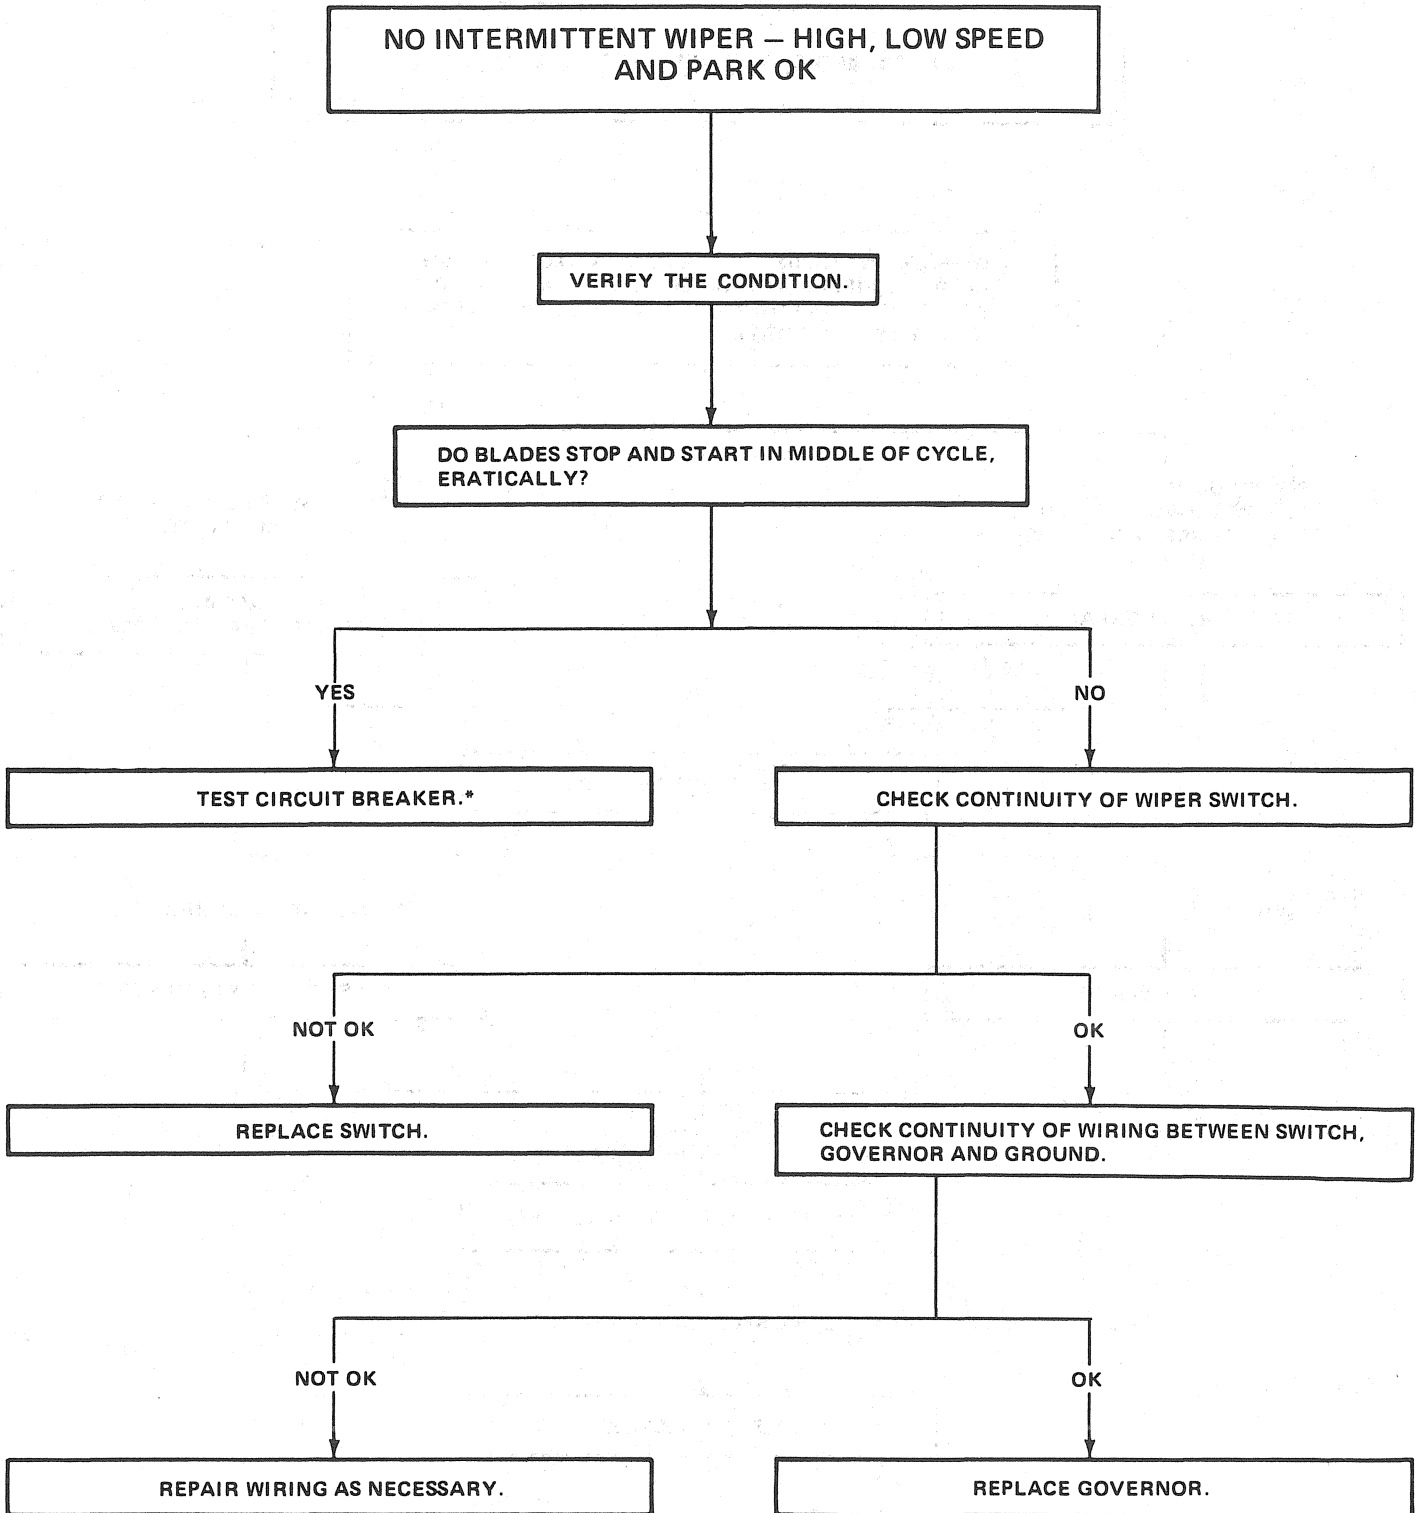 NO INTERMITTENT WIPER — HIGH, LOW SPEED
AND PARK OK
VERIFY THE CONDITION.
DO BLADES STOP AND START IN MIDDLE OF CYCLE,
ERATICALLY?
YES
NO
TEST CIRCUIT BREAKER.*
CHECK CONTINUITY OF WIPER SWITCH.
NOT OK
OK
REPLACE SWITCH.
CHECK CONTINUITY OF WIRING BETWEEN SWITCH,
GOVERNOR AND GROUND.
NOT OK
OK
REPAIR WIRING AS NECESSARY.
REPLACE GOVERNOR.